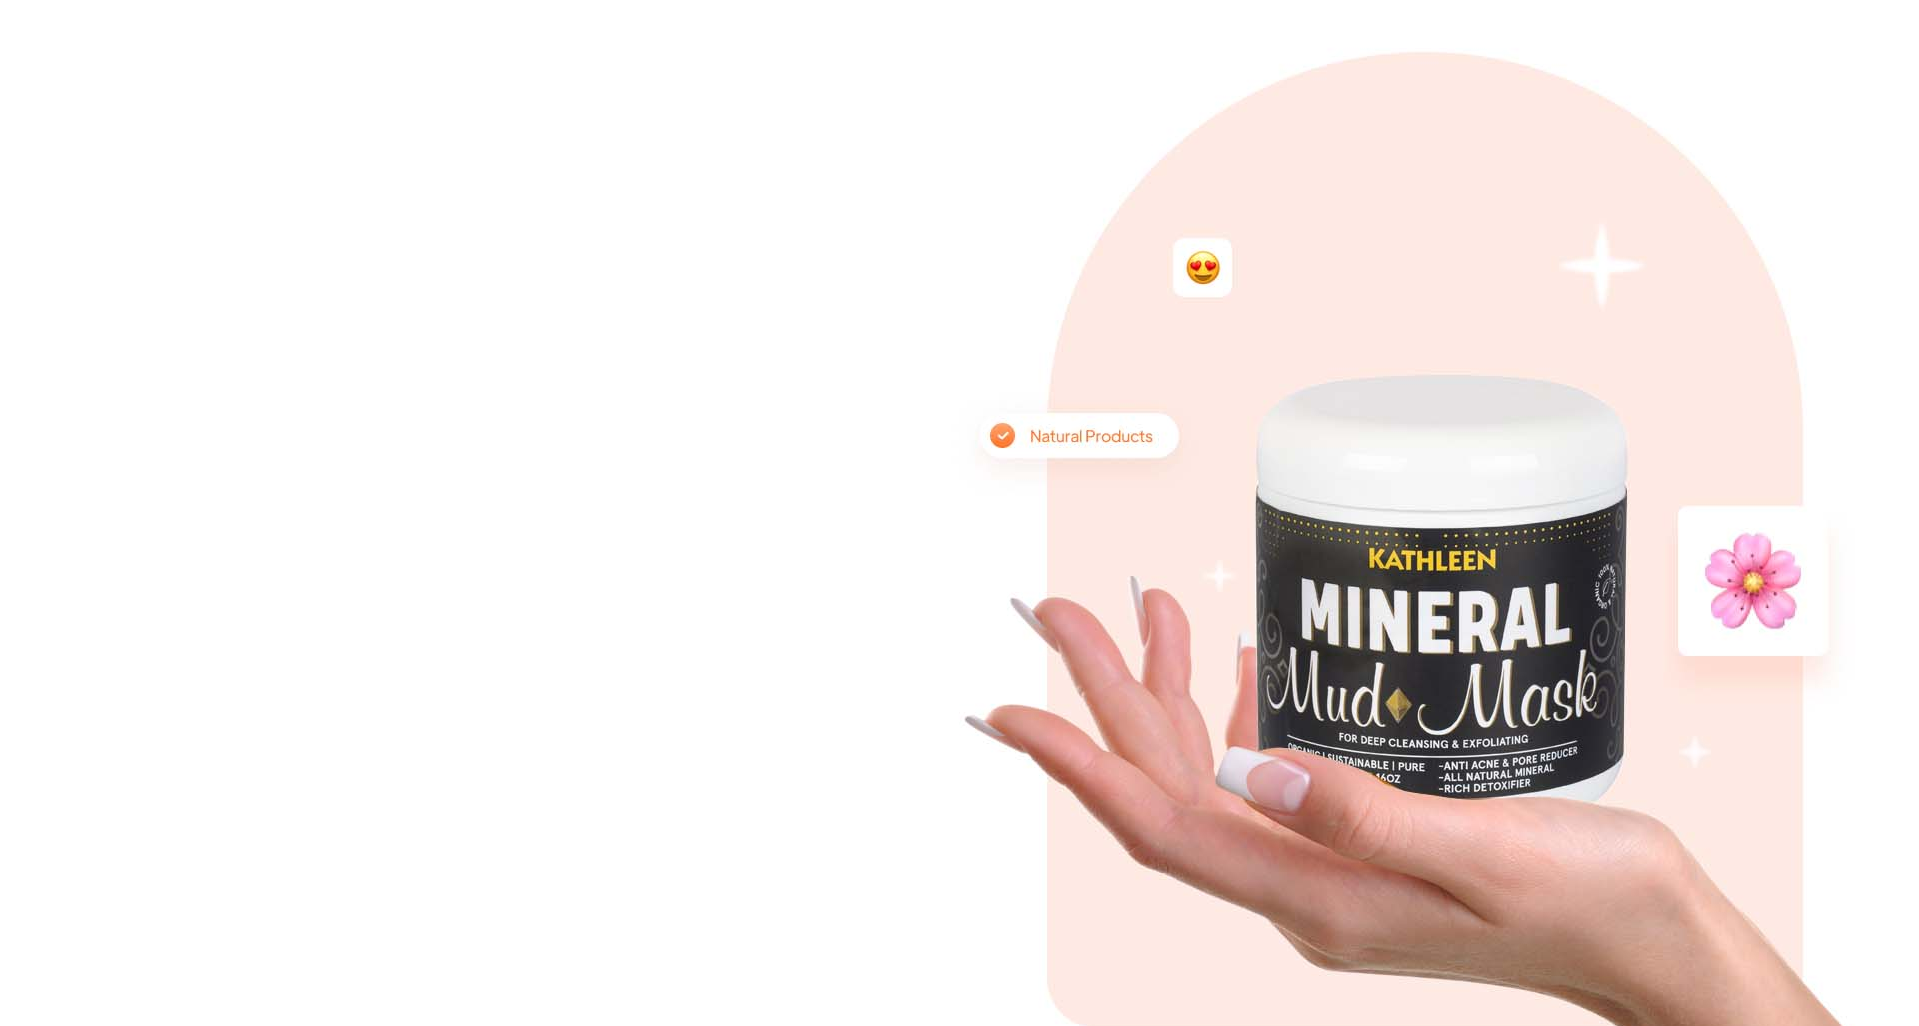 Natural Products
KATHLEEN
MINERAL
Mud Mask
FOR DEEP CLEANSING & EXFOLIATING
ORGANIC | SUSTAINABLE | PURE
16OZ
-ANTI ACNE & PORE REDUCER
-ALL NATURAL MINERAL
-RICH DETOXIFIER